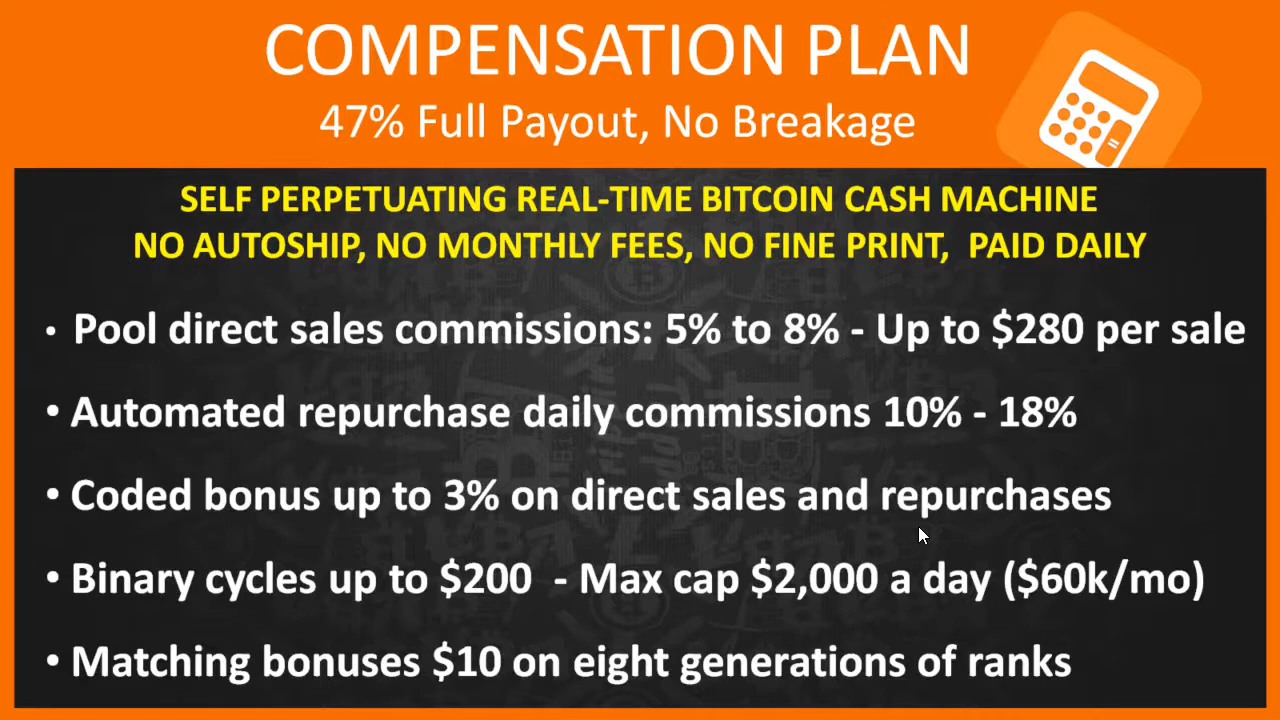 COMPENSATION PLAN
47% Full Payout, No Breakage
SELF PERPETUATING REAL-TIME BITCOIN CASH MACHINE
NO AUTOSHIP, NO MONTHLY FEES, NO FINE PRINT, PAID DAILY
• Pool direct sales commissions: 5% to 8% - Up to $280 per sale
• Automated repurchase daily commissions 10% - 18%
• Coded bonus up to 3% on direct sales and repurchases
• Binary cycles up to $200 - Max cap $2,000 a day ($60k/mo)
• Matching bonuses $10 on eight generations of ranks